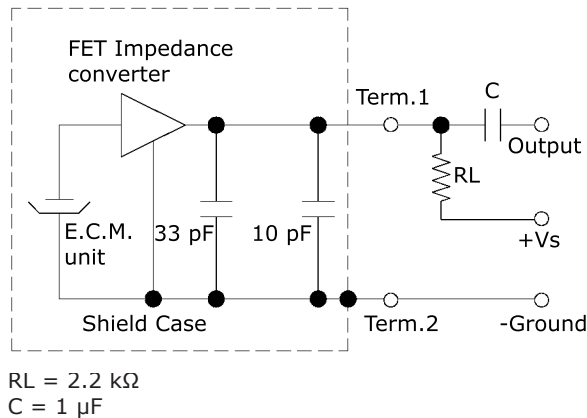 FET Impedance
converter
Term.1
C
Output
RL
+Vs
E.C.M.
unit
33 pF
10 pF
Shield Case
Term.2
-Ground
RL = 2.2 kΩ
C = 1 μF